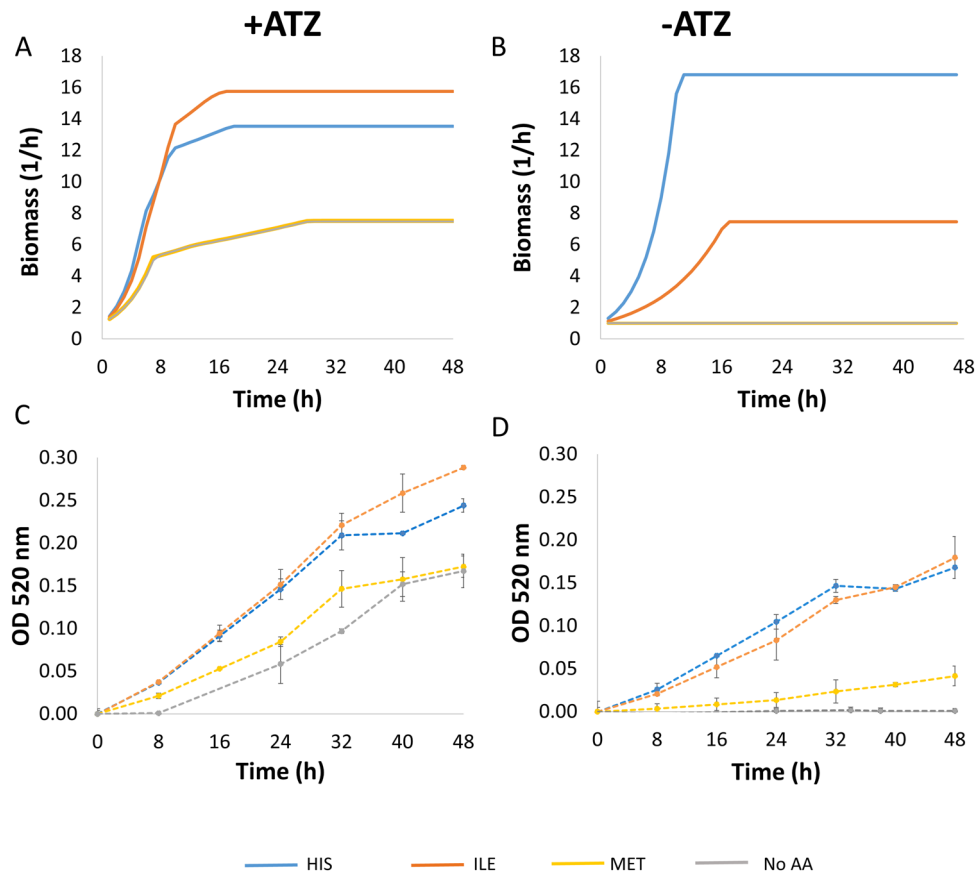 +ATZ
-ATZ
A
B
18
16
14
12
10
8
6
4
2
0
Biomass (1/h)
0 8 16 24 32 40 48
Time (h)
18
16
14
12
10
8
6
4
2
0
Biomass (1/h)
0 8 16 24 32 40 48
Time (h)
C
D
0.30
0.25
0.20
0.15
0.10
0.05
0.00
OD 520 nm
0 8 16 24 32 40 48
Time (h)
0.30
0.25
0.20
0.15
0.10
0.05
0.00
OD 520 nm
0 8 16 24 32 40 48
Time (h)
HIS ILE MET No AA